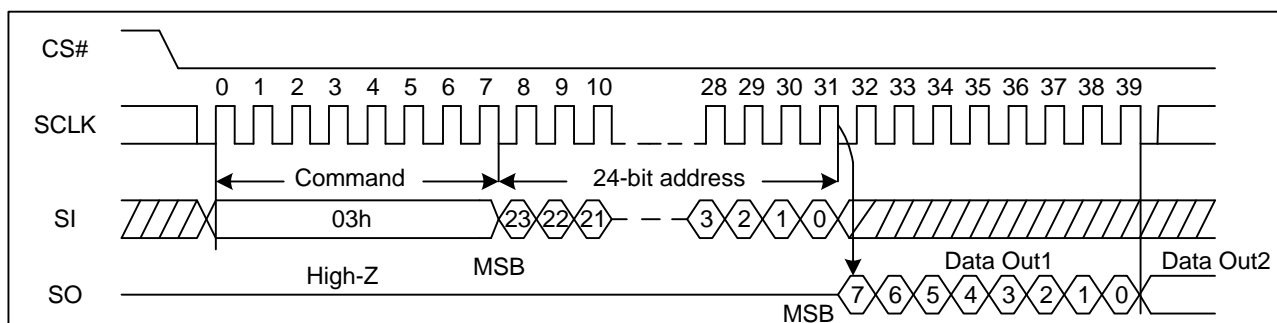 CS#
0 1 2 3 4 5 6 7 8 9 10 28 29 30 31 32 33 34 35 36 37 38 39
SCLK
Command 24-bit address
SI 03h 23 22 21 3 2 1 0
High-Z MSB Data Out1 Data Out2
SO MSB 7 6 5 4 3 2 1 0